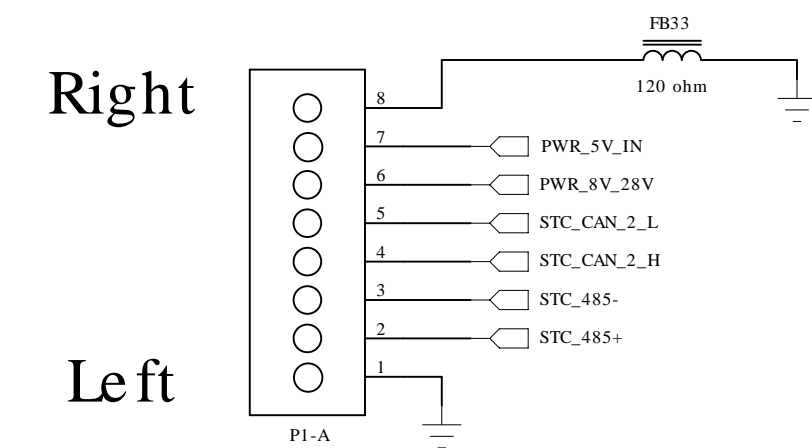 FB33
Right
120 ohm
8
7 PWR_5V_IN
6 PWR_8V_28V
5 STC_CAN_2_L
4 STC_CAN_2_H
3 STC_485-
2 STC_485+
1
Left
P1-A